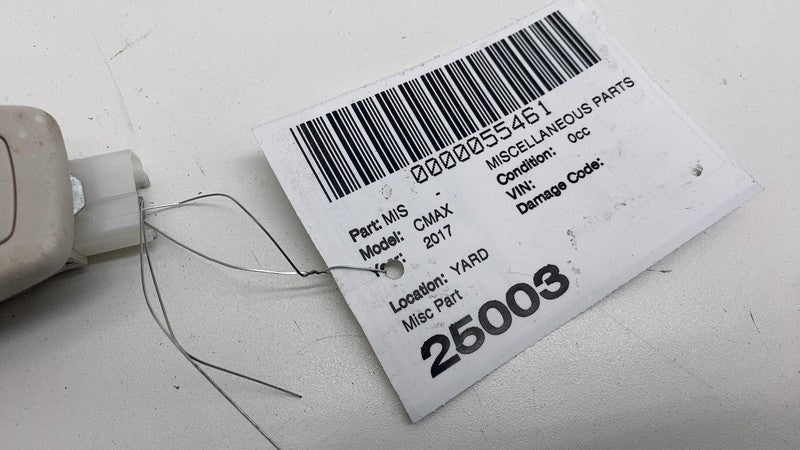 0000055461
MISCELLANEOUS PARTS
Part: MIS -
Condition: 0cc
Model: CMAX
VIN:
2017
Damage Code:
Location: YARD
Misc Part
25003